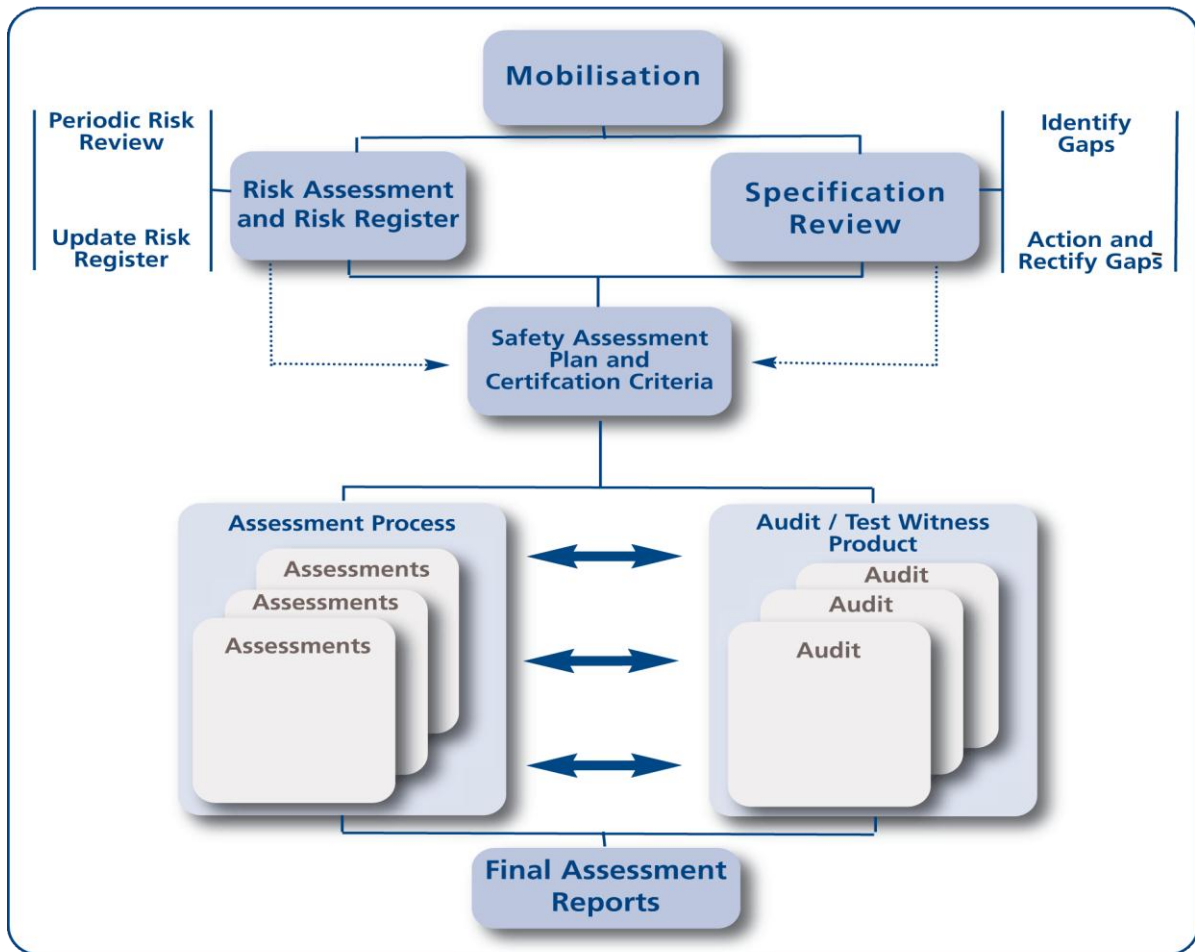 Mobilisation
Periodic Risk
Review
Identify
Gaps
Risk Assessment
and Risk Register
Specification
Review
Update Risk
Register
Action and
Rectify Gaps
Safety Assessment
Plan and
Certifcation Criteria
Assessment Process
Audit / Test Witness
Product
Assessments
Assessments
Assessments
Audit
Audit
Audit
Final Assessment
Reports